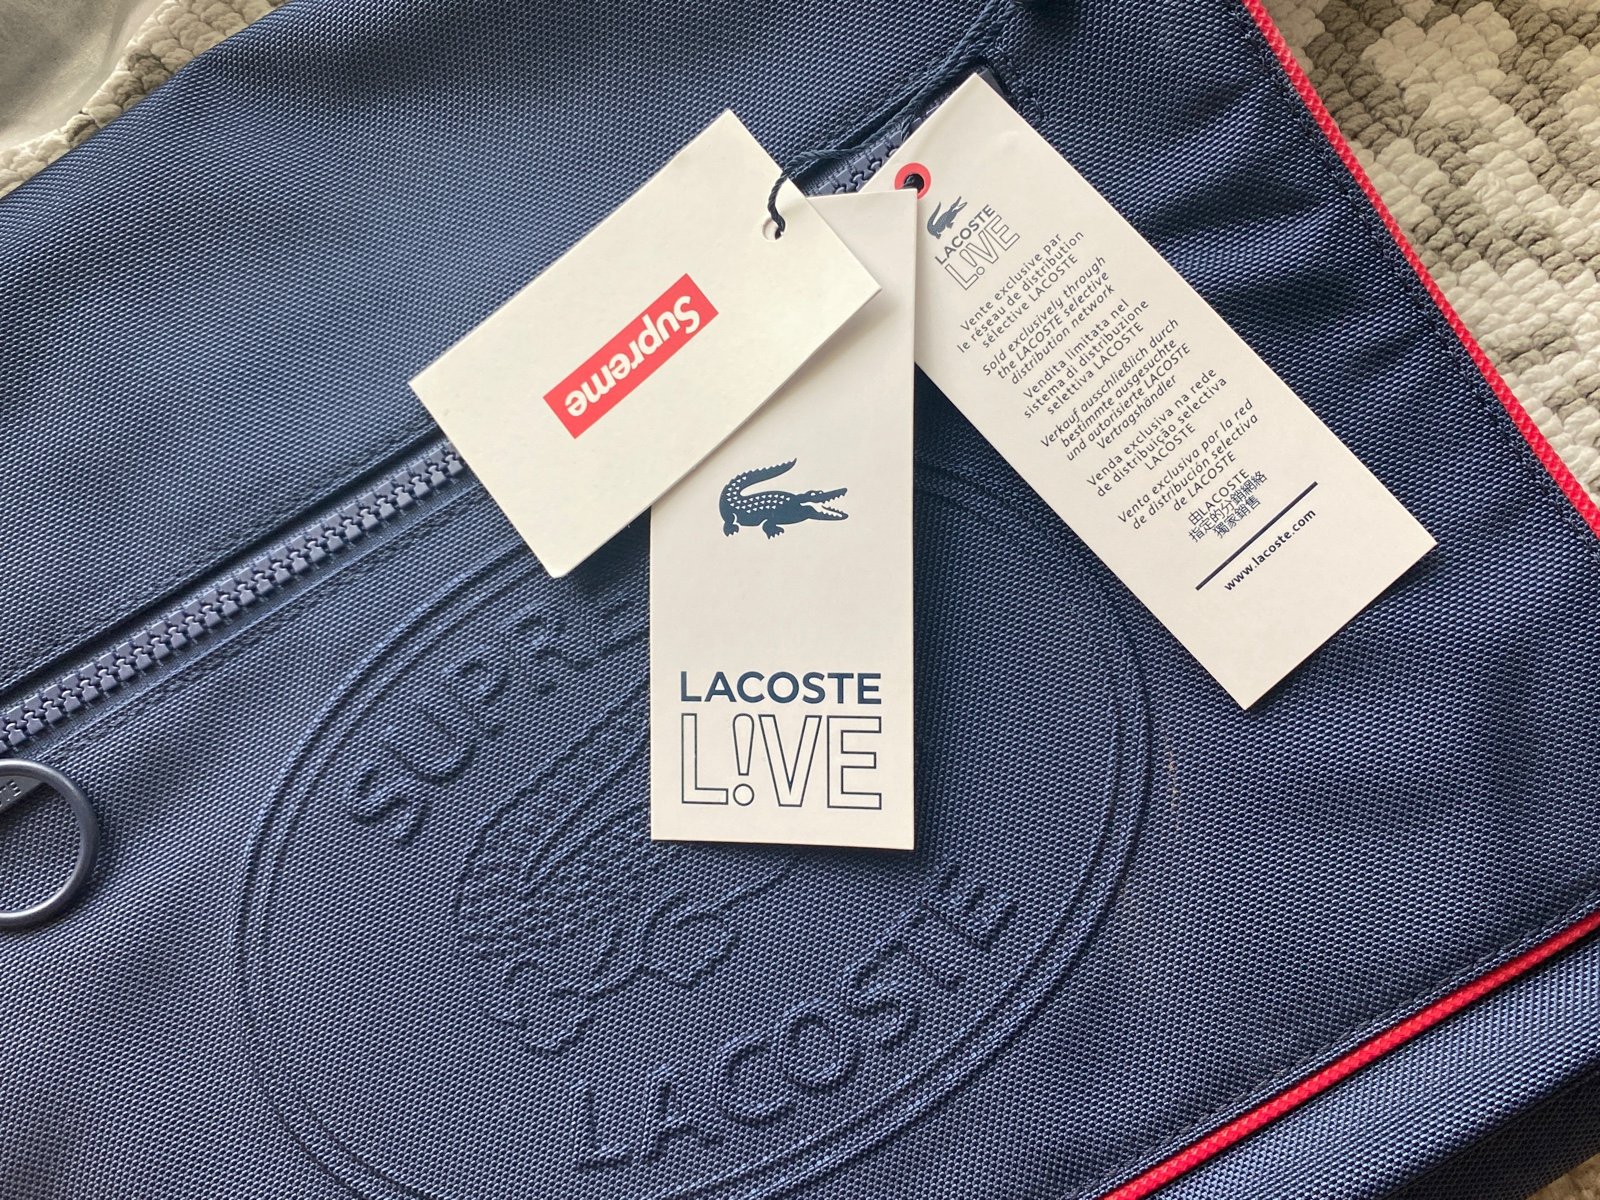 Supreme
LACOSTE
L!VE
LACOSTE
L!VE
Vente exclusive par
le réseau de distribution
sélective LACOSTE
Sold exclusively through
the LACOSTE selective
distribution network
Vendita limitata nel
sistema di distribuzione
selettiva LACOSTE
Verkauf ausschließlich durch
bestimmte ausgesuchte
und autorisierte LACOSTE
Vertragshändler
Venda exclusiva na rede
de distribuição selectiva
LACOSTE
Venta exclusiva por la red
de distribución selectiva
de LACOSTE
由LACOSTE
指定的分銷網絡
獨家銷售
www.lacoste.com
LACOSTE